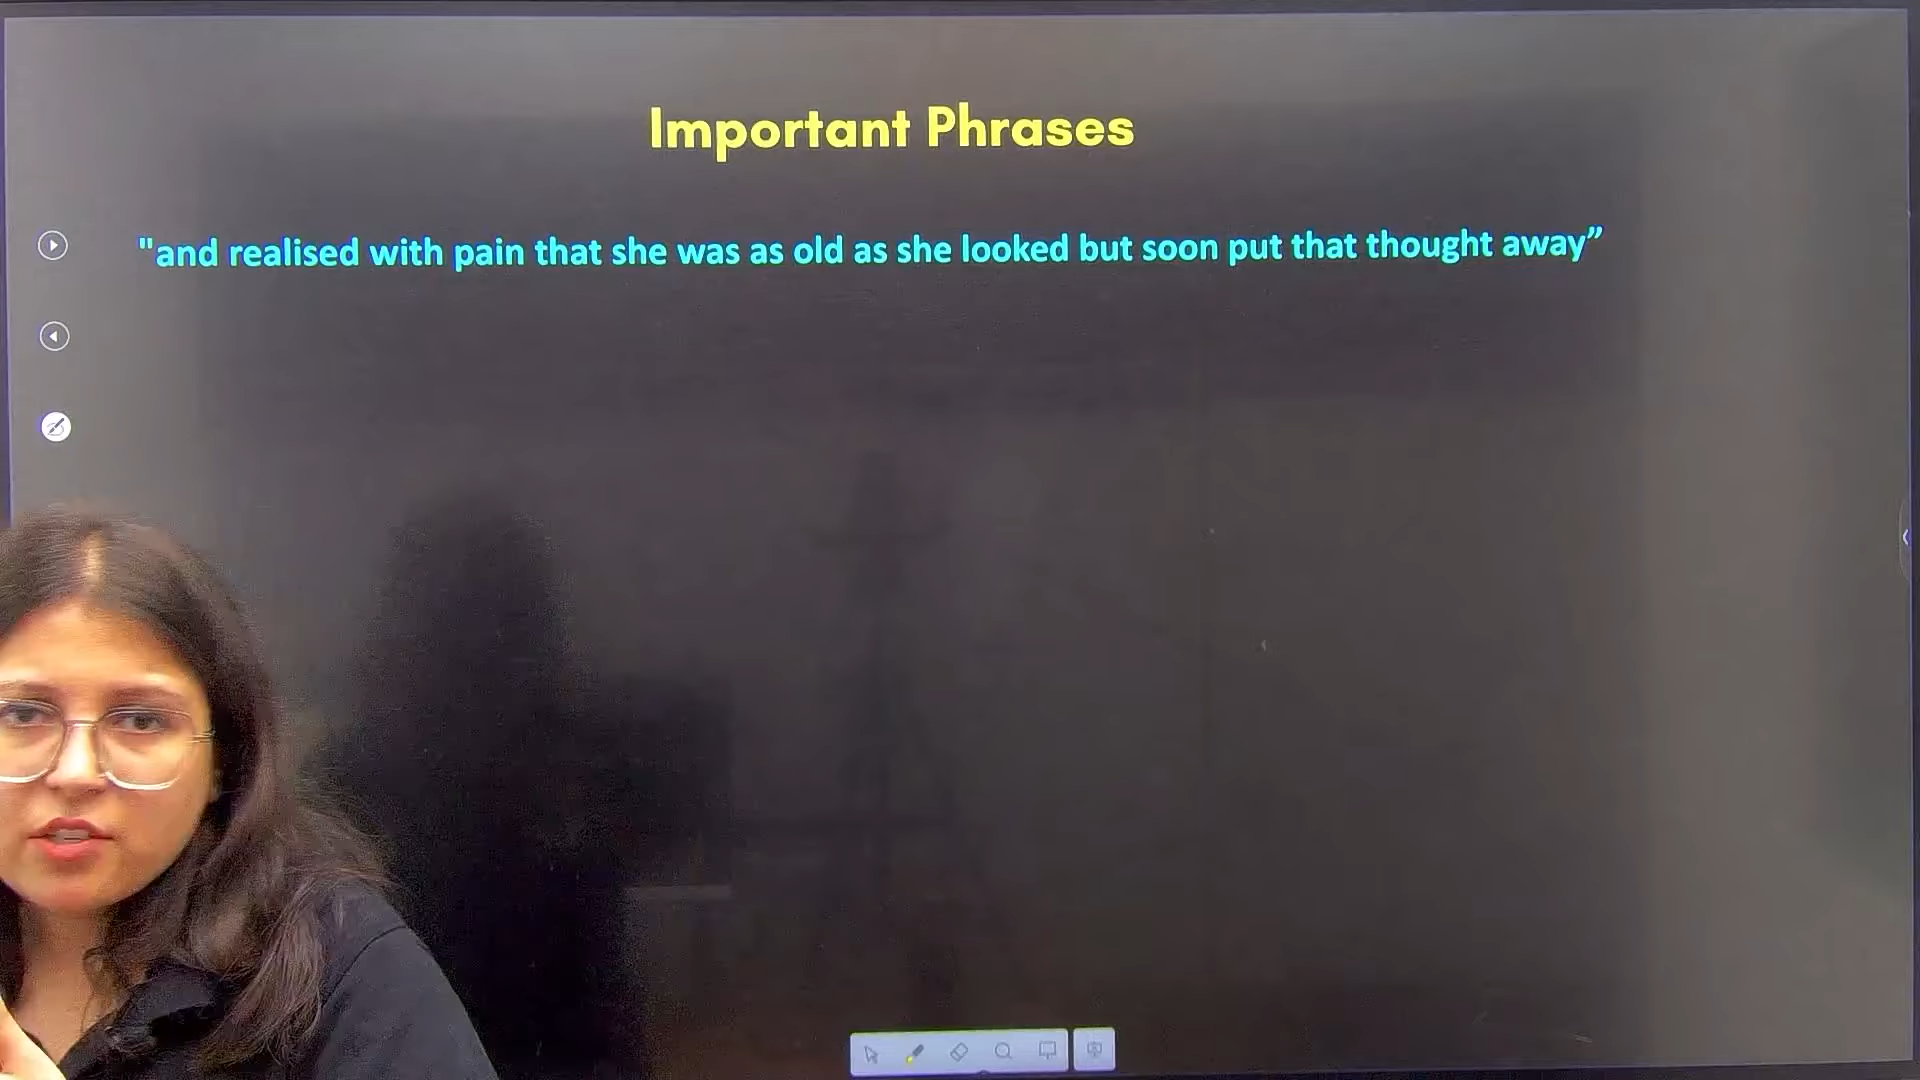 Important Phrases
"and realised with pain that she was as old as she looked but soon put that thought away”